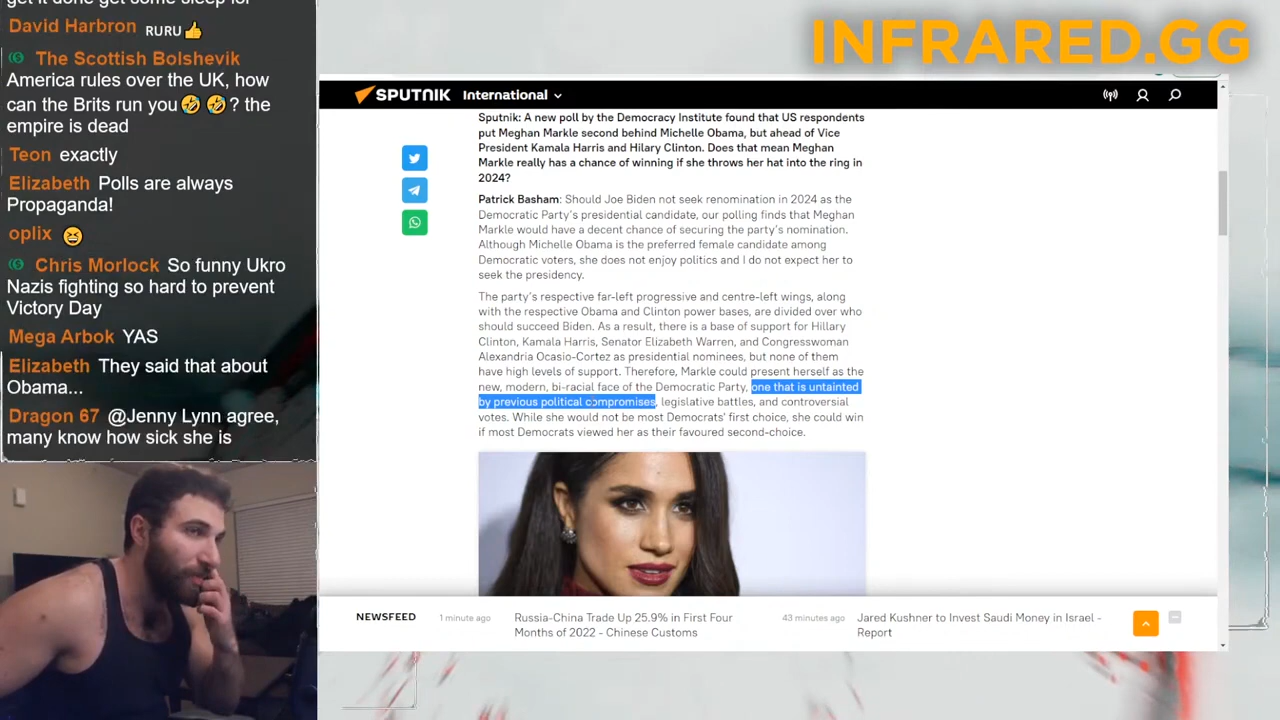 get it done get some sleep for
David Harbron RURU👍
The Scottish Bolshevik
America rules over the UK, how
can the Brits run you🤣🤣? the
empire is dead
Teon exactly
Elizabeth Polls are always
Propaganda!
oplix 😆
Chris Morlock So funny Ukro
Nazis fighting so hard to prevent
Victory Day
Mega Arbok YAS
Elizabeth They said that about
Obama...
Dragon 67 @Jenny Lynn agree,
many know how sick she is
INFRARED.GG
SPUTNIK International
Sputnik: A new poll by the Democracy Institute found that US respondents
put Meghan Markle second behind Michelle Obama, but ahead of Vice
President Kamala Harris and Hilary Clinton. Does that mean Meghan
Markle really has a chance of winning if she throws her hat into the ring in
2024?
Patrick Basham: Should Joe Biden not seek renomination in 2024 as the
Democratic Party's presidential candidate, our polling finds that Meghan
Markle would have a decent chance of securing the party's nomination.
Although Michelle Obama is the preferred female candidate among
Democratic voters, she does not enjoy politics and I do not expect her to
seek the presidency.
The party's respective far-left progressive and centre-left wings, along
with the respective Obama and Clinton power bases, are divided over who
should succeed Biden. As a result, there is a base of support for Hillary
Clinton, Kamala Harris, Senator Elizabeth Warren, and Congresswoman
Alexandria Ocasio-Cortez as presidential nominees, but none of them
have high levels of support. Therefore, Markle could present herself as the
new, modern, bi-racial face of the Democratic Party, one that is untainted
by previous political compromises, legislative battles, and controversial
votes. While she would not be most Democrats' first choice, she could win
if most Democrats viewed her as their favoured second-choice.
NEWSFEED
1 minute ago
Russia-China Trade Up 25.9% in First Four
Months of 2022 - Chinese Customs
43 minutes ago
Jared Kushner to Invest Saudi Money in Israel -
Report